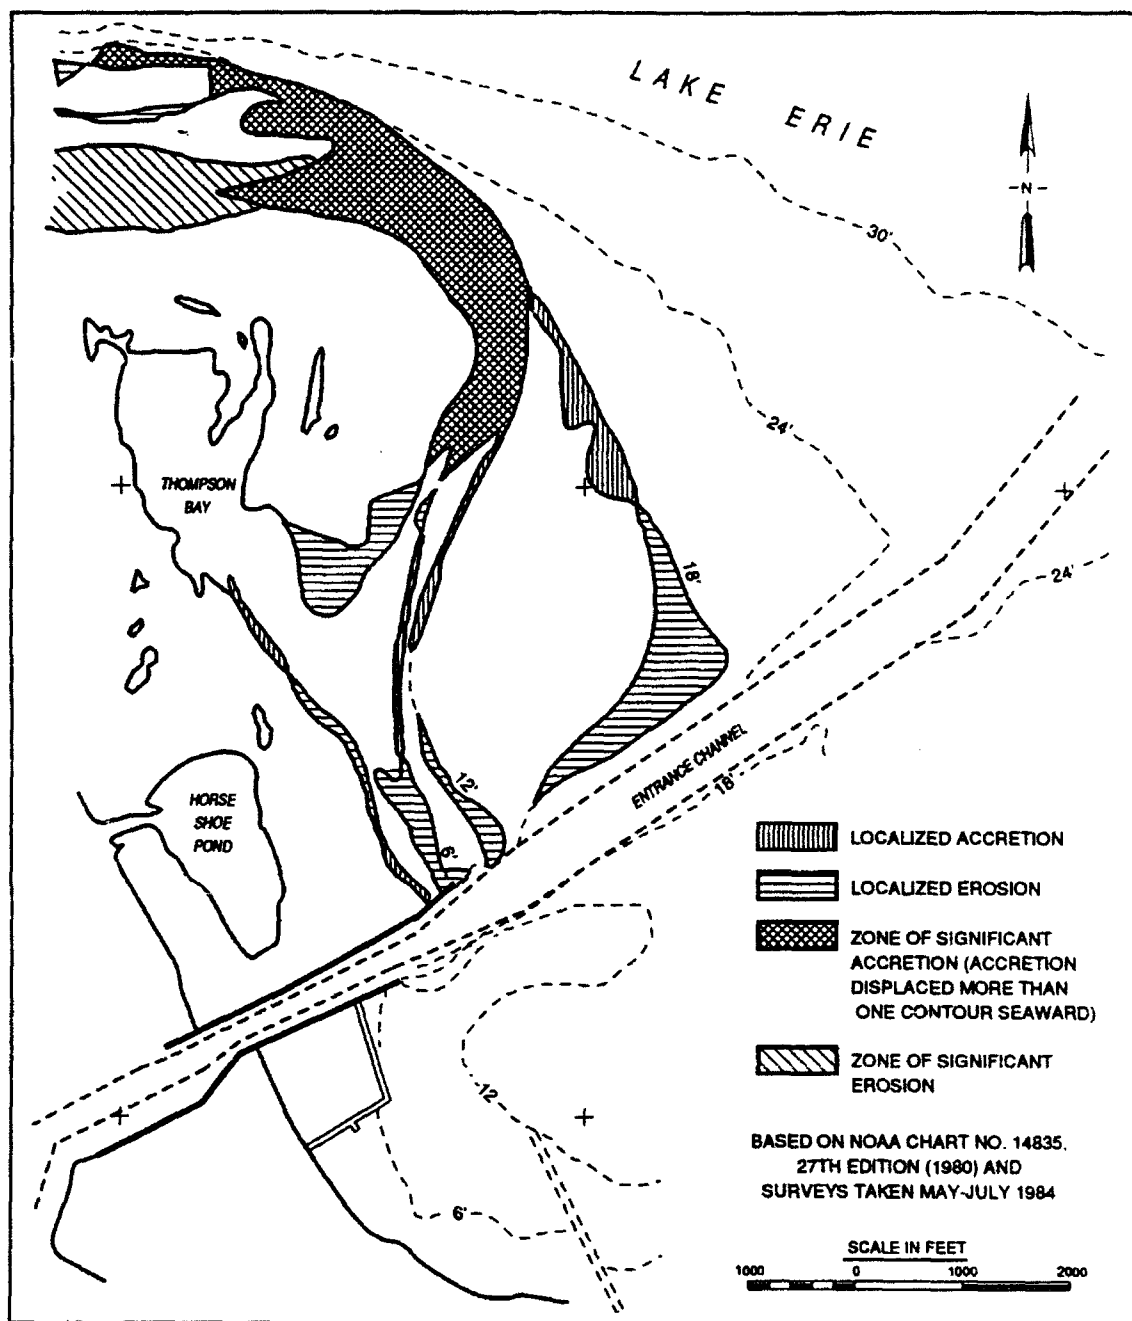 LAKE ERIE
N
30'
24'
THOMPSON
BAY
18'
24'
ENTRANCE CHANNEL
12'
18'
HORSE
SHOE
POND
6'
LOCALIZED ACCRETION
LOCALIZED EROSION
ZONE OF SIGNIFICANT
ACCRETION (ACCRETION
DISPLACED MORE THAN
ONE CONTOUR SEAWARD)
ZONE OF SIGNIFICANT
EROSION
12
6'
BASED ON NOAA CHART NO. 14835,
27TH EDITION (1980) AND
SURVEYS TAKEN MAY-JULY 1984
SCALE IN FEET
1000 0 1000 2000